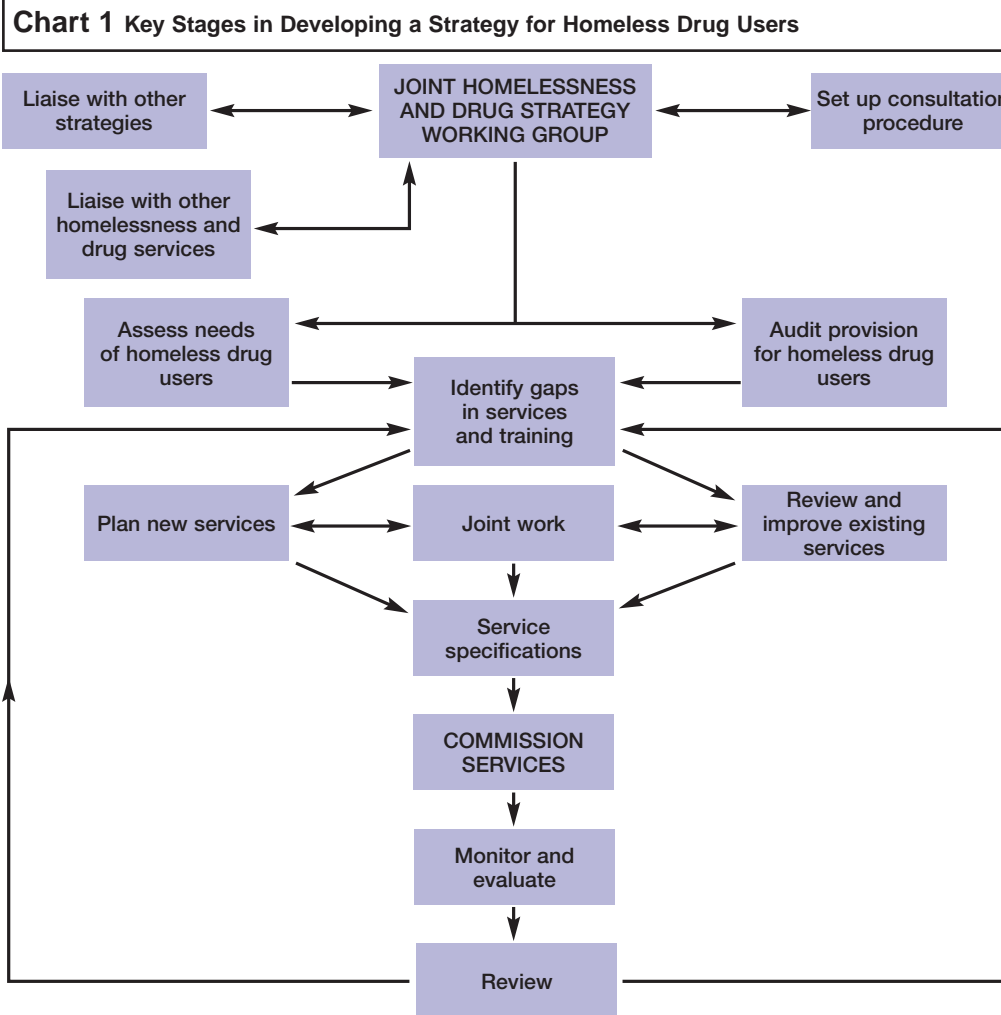 Chart 1 Key Stages in Developing a Strategy for Homeless Drug Users
Liaise with other
strategies
JOINT HOMELESSNESS
AND DRUG STRATEGY
WORKING GROUP
Set up consultation
procedure
Liaise with other
homelessness and
drug services
Assess needs
of homeless drug
users
Audit provision
for homeless drug
users
Identify gaps
in services
and training
Plan new services
Joint work
Review and
improve existing
services
Service
specifications
COMMISSION
SERVICES
Monitor and
evaluate
Review